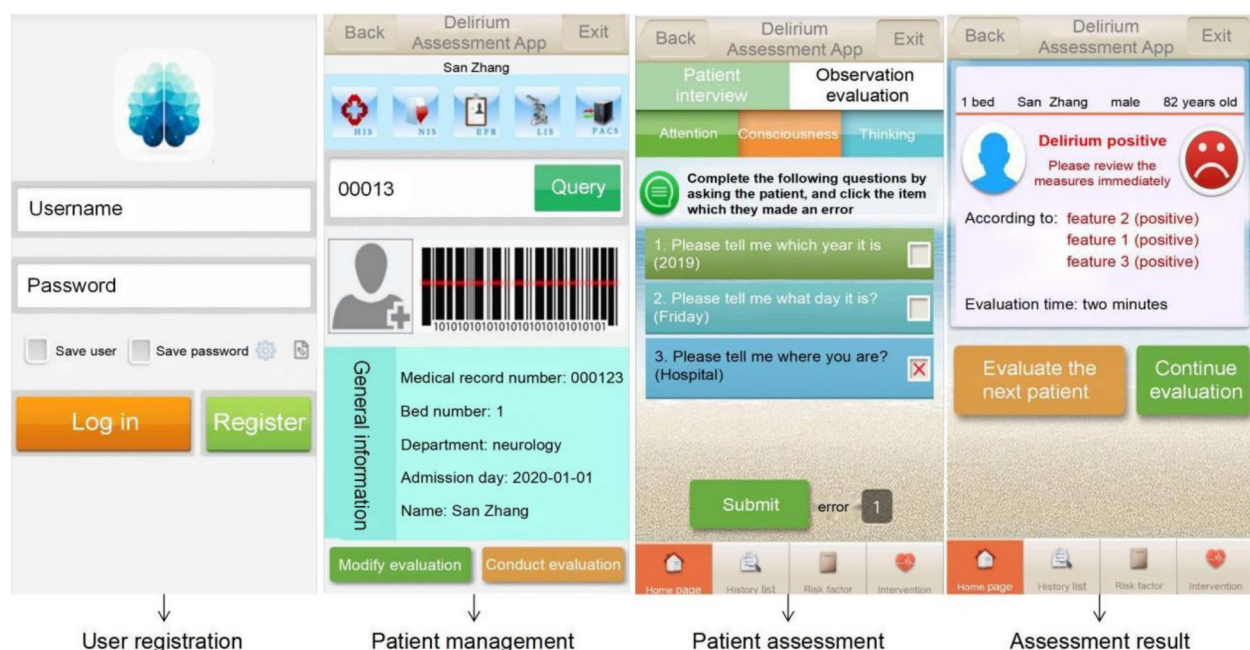 Username
Password
Save user
Save password
Log in
Register
User registration
Back
Delirium
Assessment App
Exit
San Zhang
HIS
NIS
EPR
LIS
PACS
00013
Query
10101010101010101010101010101
General information
Medical record number: 000123
Bed number: 1
Department: neurology
Admission day: 2020-01-01
Name: San Zhang
Modify evaluation
Conduct evaluation
Patient management
Back
Delirium
Assessment App
Exit
Patient
interview
Observation
evaluation
Attention
Consciousness
Thinking
Complete the following questions by
asking the patient, and click the item
which they made an error
1. Please tell me which year it is
(2019)
2. Please tell me what day it is?
(Friday)
3. Please tell me where you are?
(Hospital)
Submit
error
1
Home page
History list
Risk factor
Intervention
Patient assessment
Back
Delirium
Assessment App
Exit
1 bed San Zhang male 82 years old
Delirium positive
Please review the
measures immediately
According to: feature 2 (positive)
feature 1 (positive)
feature 3 (positive)
Evaluation time: two minutes
Evaluate the
next patient
Continue
evaluation
Home page
History list
Risk factor
Intervention
Assessment result